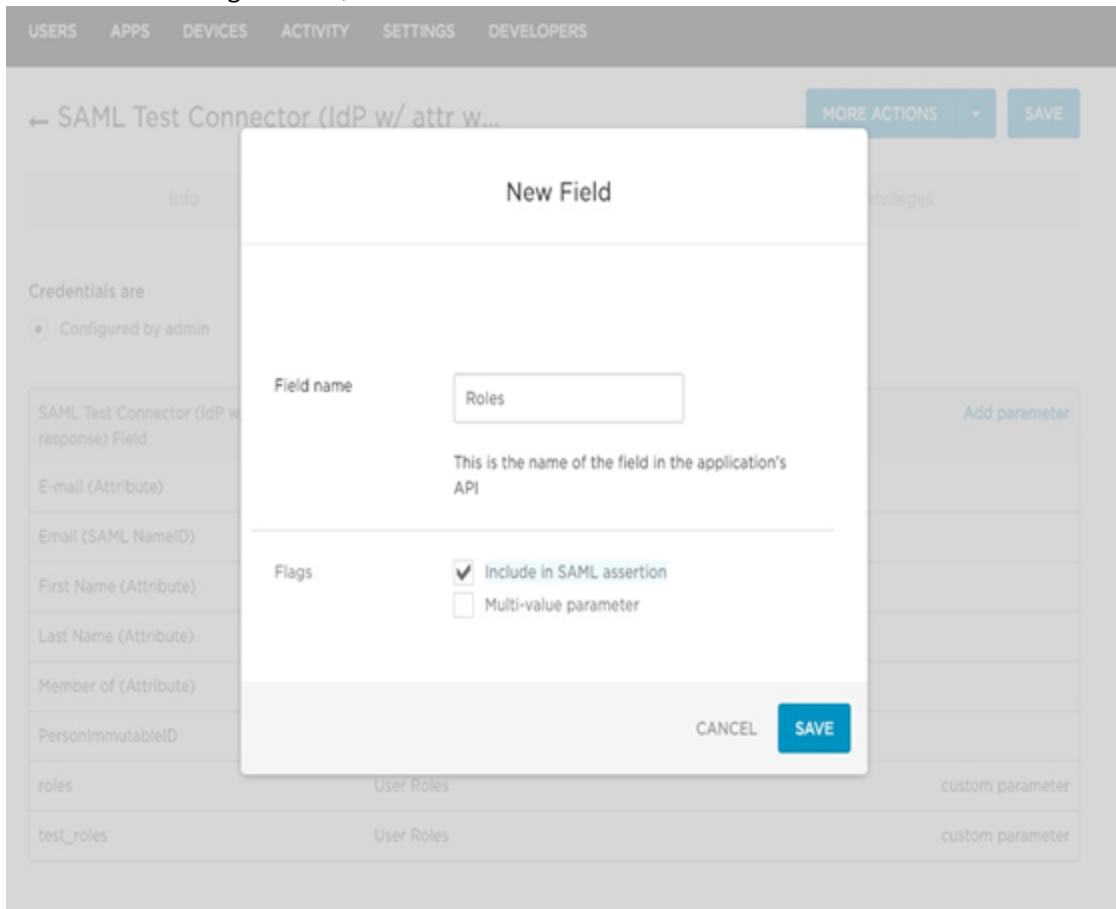 USERS APPS DEVICES ACTIVITY SETTINGS DEVELOPERS
← SAML Test Connector (IdP w/ attr w...
MORE ACTIONS SAVE
New Field
Info
Credentials are
Configured by admin
Field name
Roles
This is the name of the field in the application's
API
SAML Test Connector (IdP w
response) Field
Add parameter
E-mail (Attribute)
Email (SAML NameID)
First Name (Attribute)
Last Name (Attribute)
Member of (Attribute)
PersonImmutableID
Flags
Include in SAML assertion
Multi-value parameter
CANCEL SAVE
roles User Roles custom parameter
test_roles User Roles custom parameter